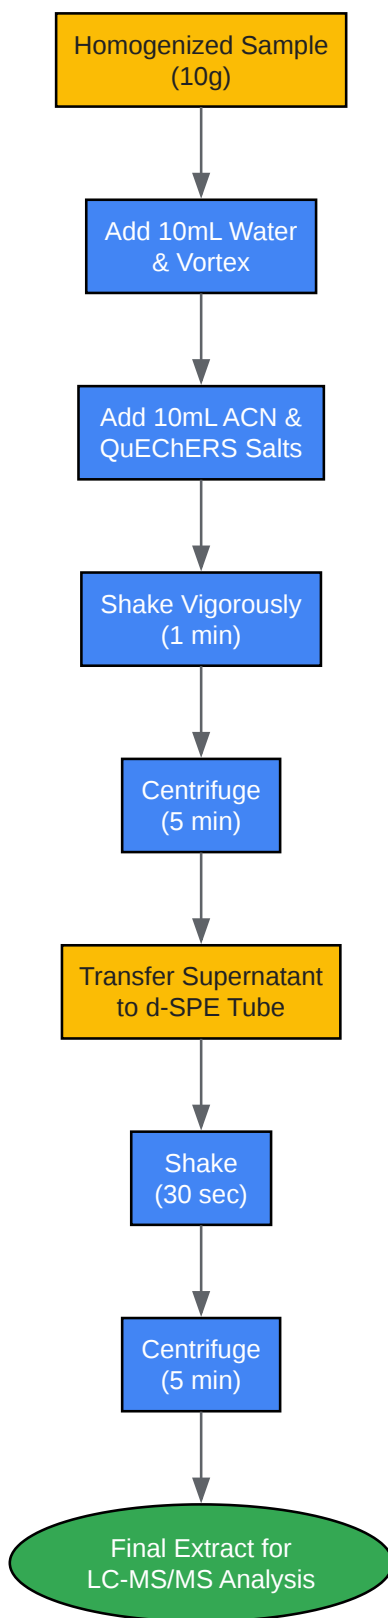 Homogenized Sample
(10g)
Add 10mL Water
& Vortex
Add 10mL ACN &
QuEChERS Salts
Shake Vigorously
(1 min)
Centrifuge
(5 min)
Transfer Supernatant
to d-SPE Tube
Shake
(30 sec)
Centrifuge
(5 min)
Final Extract for
LC-MS/MS Analysis